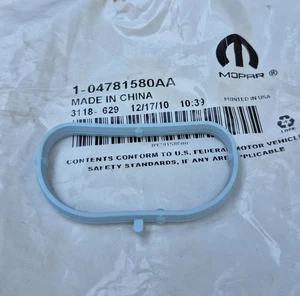 MOPAR
1-04781580AA
MADE IN CHINA
3118- 629 12/17/10 10:39
PRINTED IN USA
CONTENTS CONFORM TO U.S. FEDERAL MOTOR VEHICLE
SAFETY STANDARDS, IF ANY ARE APPLICABLE